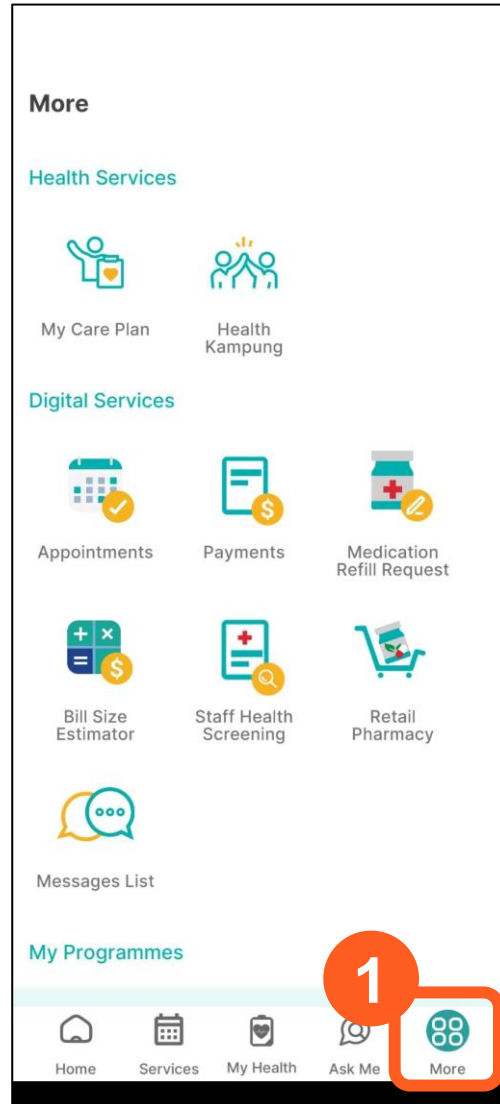 More
Health Services
My Care Plan
Health
Kampung
Digital Services
Appointments
Payments
Medication
Refill Request
Bill Size
Estimator
Staff Health
Screening
Retail
Pharmacy
Messages List
My Programmes
1
Home
Services
My Health
Ask Me
More